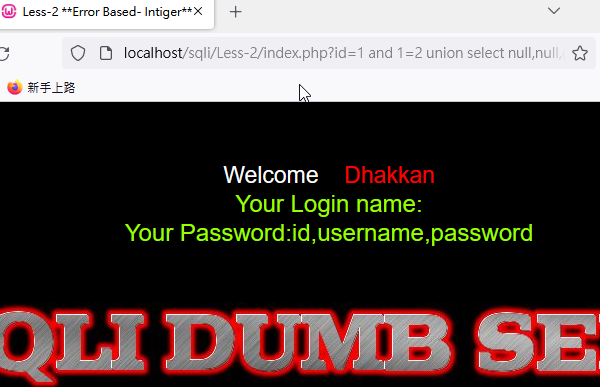 Less-2 **Error Based- Intiger**
localhost/sqli/Less-2/index.php?id=1 and 1=2 union select null,null,
新手上路
Welcome Dhakkan
Your Login name:
Your Password:id,username,password
QLI DUMB SE